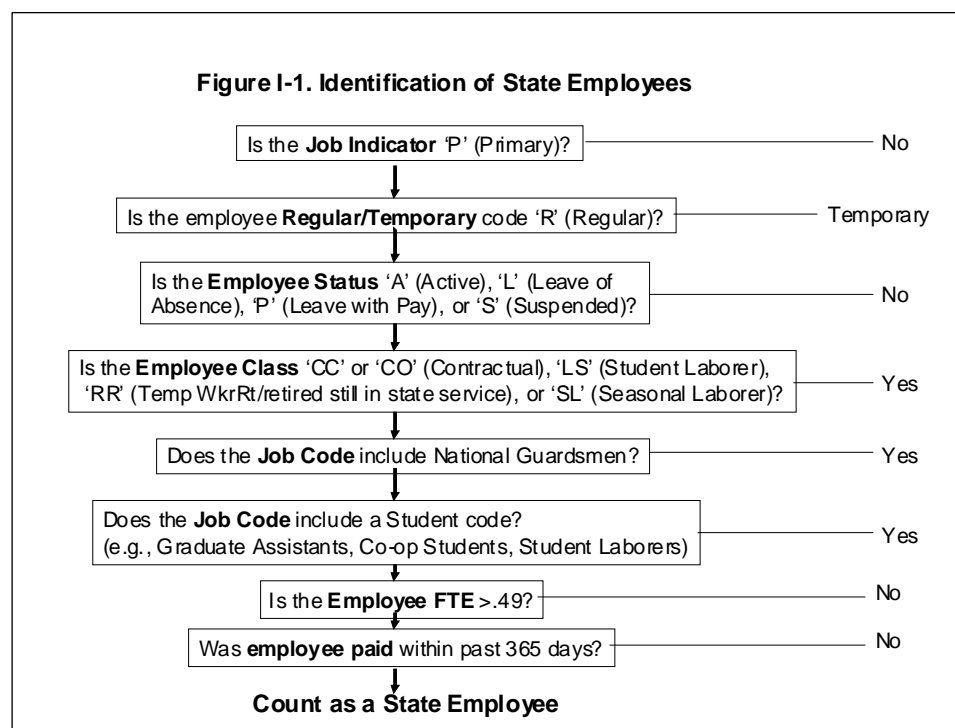 Figure I-1. Identification of State Employees
Is the Job Indicator ‘P’ (Primary)?
No
Is the employee Regular/Temporary code ‘R’ (Regular)?
Temporary
Is the Employee Status ‘A’ (Active), ‘L’ (Leave of
Absence), ‘P’ (Leave with Pay), or ‘S’ (Suspended)?
No
Is the Employee Class ‘CC’ or ‘CO’ (Contractual), ‘LS’ (Student Laborer),
‘RR’ (Temp WkrRt/retired still in state service), or ‘SL’ (Seasonal Laborer)?
Yes
Does the Job Code include National Guardsmen?
Yes
Does the Job Code include a Student code?
(e.g., Graduate Assistants, Co-op Students, Student Laborers)
Yes
Is the Employee FTE >.49?
No
Was employee paid within past 365 days?
No
Count as a State Employee